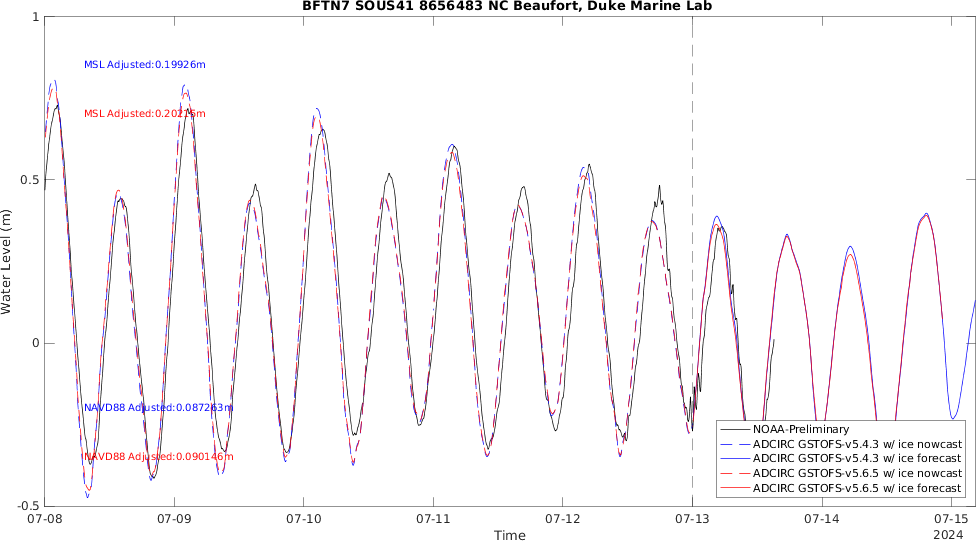 BFTN7 SOUS41 8656483 NC Beaufort, Duke Marine Lab
1
MSL Adjusted:0.19926m
MSL Adjusted:0.20216m
0.5
Water Level (m)
0
NAVD88 Adjusted:0.087263m
NAVD88 Adjusted:0.090146m
NOAA-Preliminary
ADCIRC GSTOFS-v5.4.3 w/ ice nowcast
ADCIRC GSTOFS-v5.4.3 w/ ice forecast
ADCIRC GSTOFS-v5.6.5 w/ ice nowcast
ADCIRC GSTOFS-v5.6.5 w/ ice forecast
-0.5
07-08 07-09 07-10 07-11 07-12 07-13 07-14 07-15
Time
2024